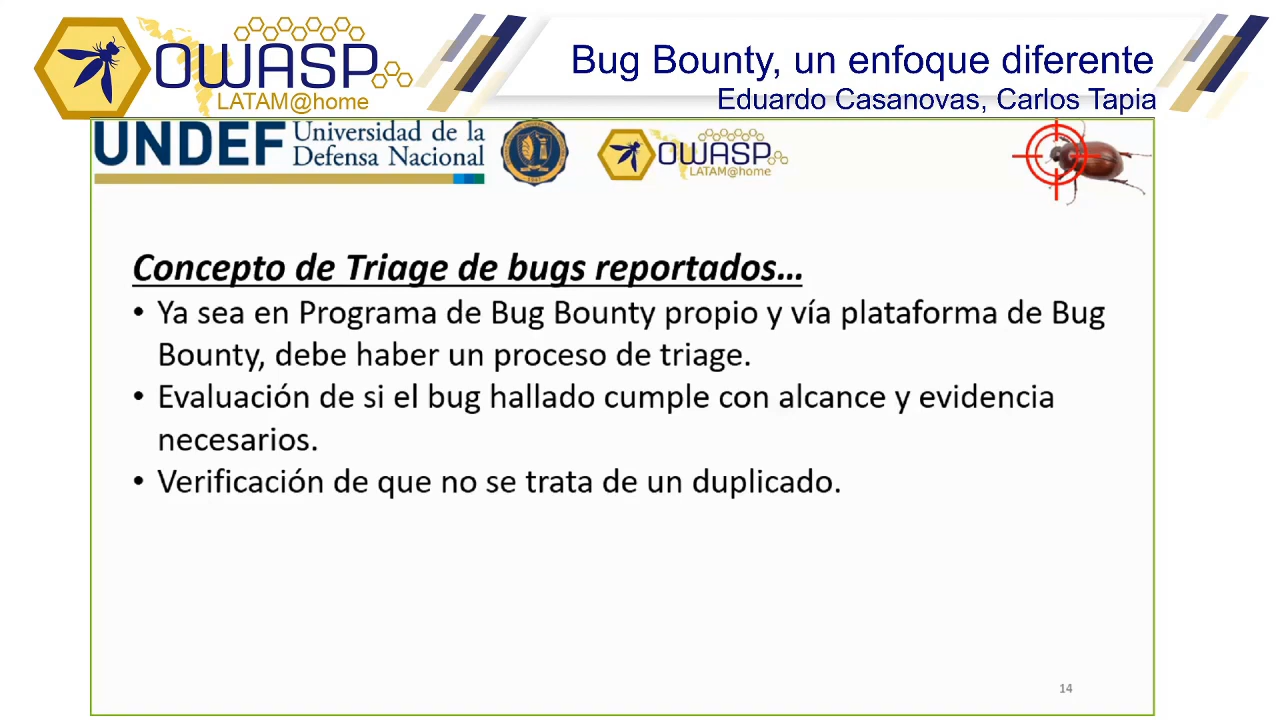 OWASP
LATAM@home
Bug Bounty, un enfoque diferente
Eduardo Casanovas, Carlos Tapia
UNDEF Universidad de la
Defensa Nacional
OWASP
LATAM@home
Concepto de Triage de bugs reportados...
• Ya sea en Programa de Bug Bounty propio y vía plataforma de Bug
Bounty, debe haber un proceso de triage.
• Evaluación de si el bug hallado cumple con alcance y evidencia
necesarios.
• Verificación de que no se trata de un duplicado.
14